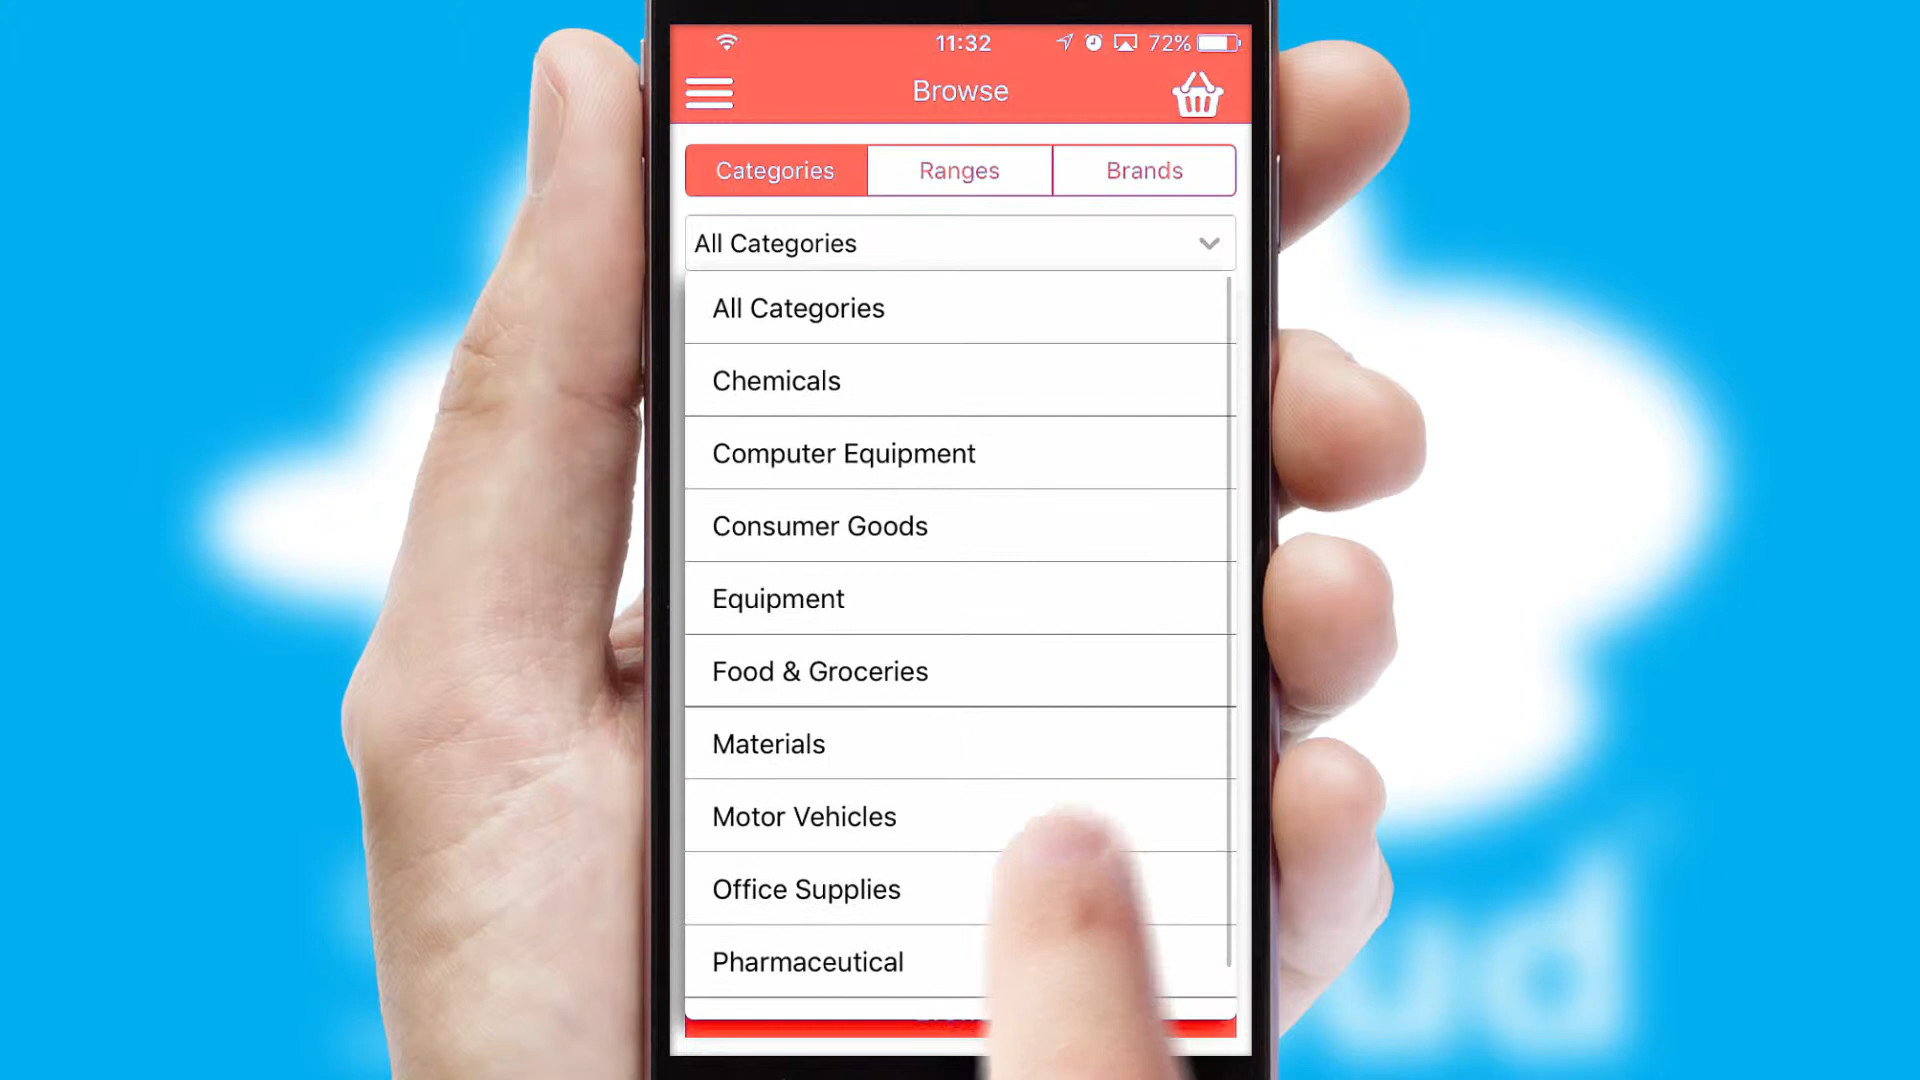 11:32
72%
Browse
Categories
Ranges
Brands
All Categories
All Categories
Chemicals
Computer Equipment
Consumer Goods
Equipment
Food & Groceries
Materials
Motor Vehicles
Office Supplies
Pharmaceutical
ud